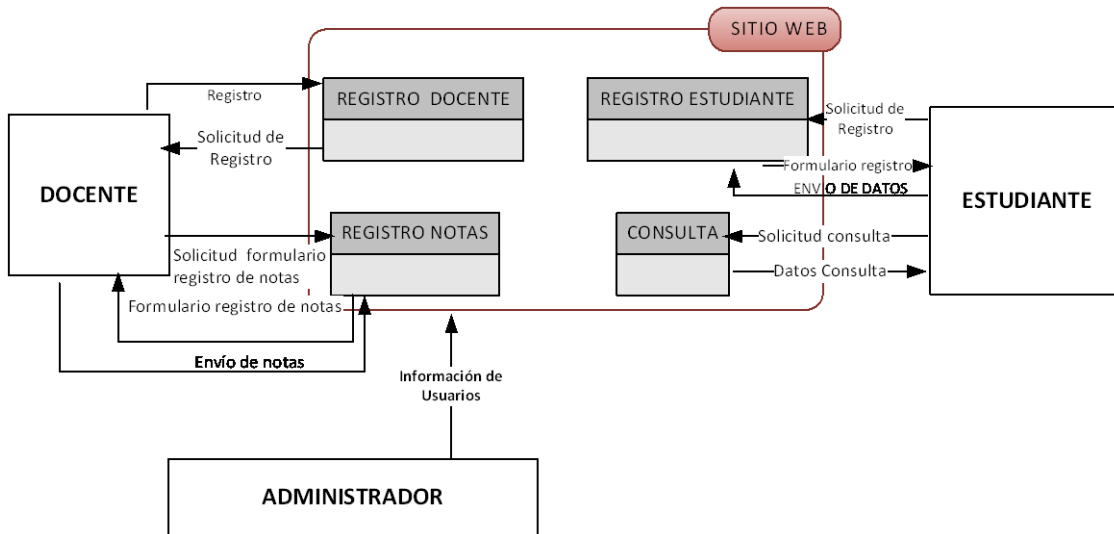 SITIO WEB
REGISTRO DOCENTE
REGISTRO ESTUDIANTE
Registro
Solicitud de
Registro
Solicitud de
Registro
Formulario registro
ENVIO DE DATOS
DOCENTE
ESTUDIANTE
REGISTRO NOTAS
CONSULTA
Solicitud consulta
Solicitud formulario
registro de notas
Datos Consulta
Formulario registro de notas
Envío de notas
Información de
Usuarios
ADMINISTRADOR